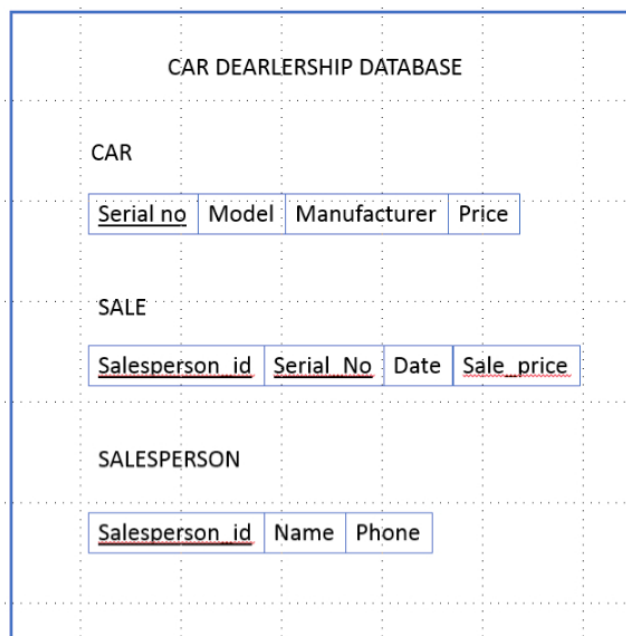 CAR DEARLERSHIP DATABASE
CAR
Serial no Model Manufacturer Price
SALE
Salesperson_id Serial_No Date Sale_price
SALESPERSON
Salesperson_id Name Phone